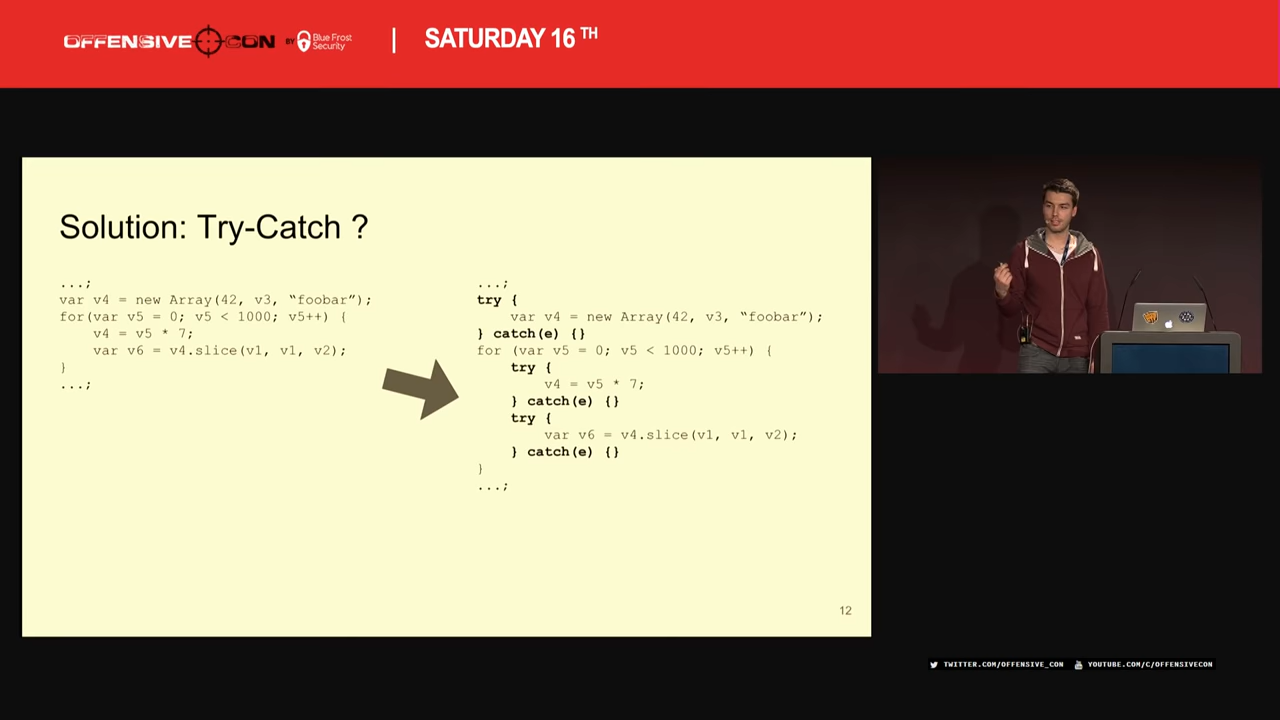 OFFENSIVE CON BY Blue Frost Security | SATURDAY 16 TH
Solution: Try-Catch ?
...;
var v4 = new Array(42, v3, “foobar”);
for(var v5 = 0; v5 < 1000; v5++) {
    v4 = v5 * 7;
    var v6 = v4.slice(v1, v1, v2);
}
...;
...;
try {
    var v4 = new Array(42, v3, “foobar”);
} catch(e) {}
for (var v5 = 0; v5 < 1000; v5++) {
    try {
        v4 = v5 * 7;
    } catch(e) {}
    try {
        var v6 = v4.slice(v1, v1, v2);
    } catch(e) {}
}
...;
12
TWITTER.COM/OFFENSIVE_CON YOUTUBE.COM/C/OFFENSIVECON